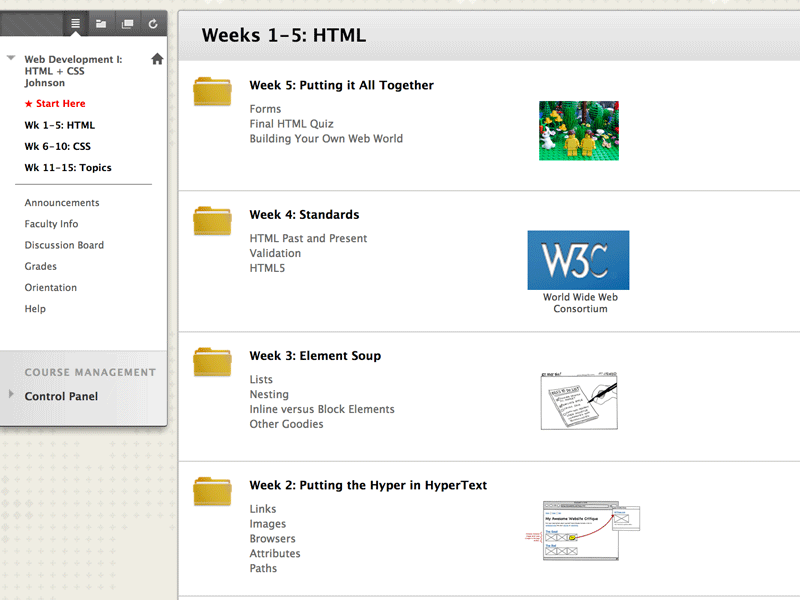 Web Development I:
HTML + CSS
Johnson
★ Start Here
Wk 1-5: HTML
Wk 6-10: CSS
Wk 11-15: Topics
Announcements
Faculty Info
Discussion Board
Grades
Orientation
Help
COURSE MANAGEMENT
Control Panel
Weeks 1-5: HTML
Week 5: Putting it All Together
Forms
Final HTML Quiz
Building Your Own Web World
Week 4: Standards
HTML Past and Present
Validation
HTML5
W3C
World Wide Web
Consortium
Week 3: Element Soup
Lists
Nesting
Inline versus Block Elements
Other Goodies
Week 2: Putting the Hyper in HyperText
Links
Images
Browsers
Attributes
Paths
My Awesome Website Critique